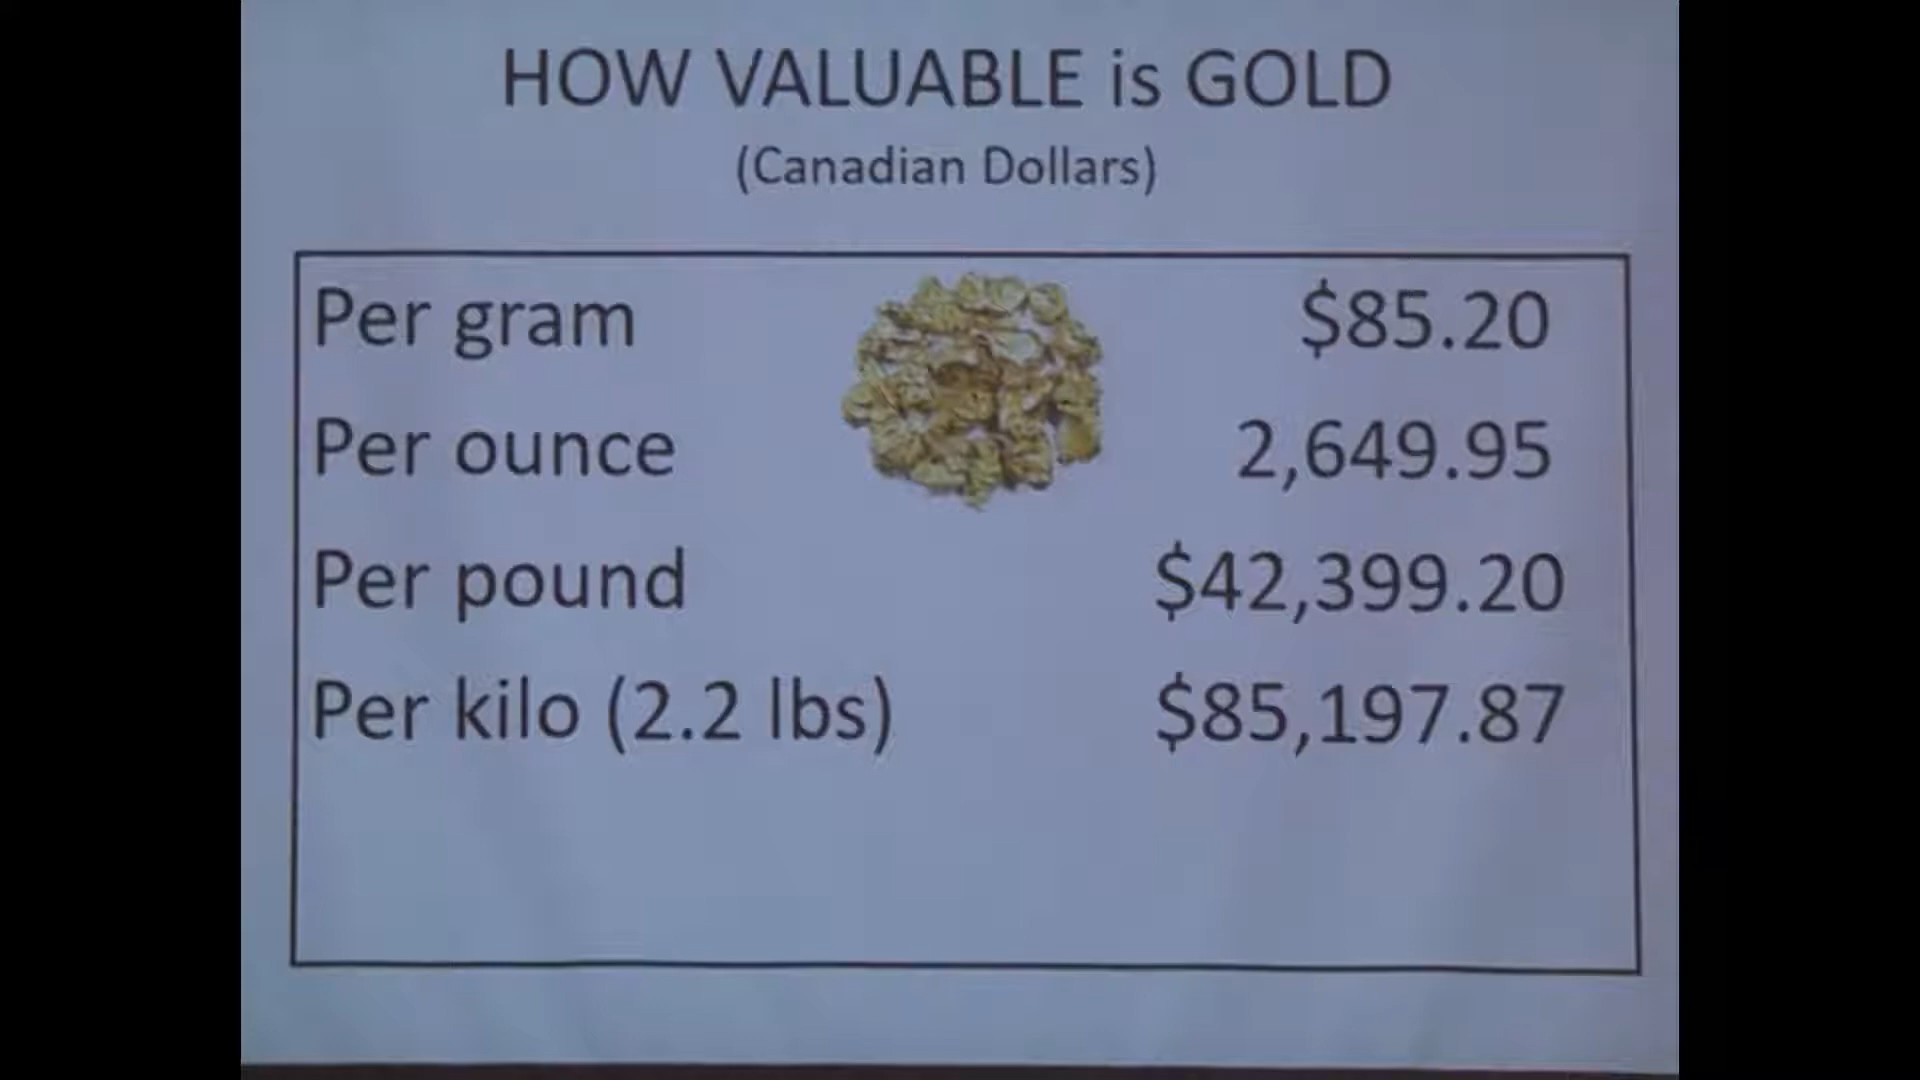 HOW VALUABLE is GOLD
(Canadian Dollars)
Per gram $85.20
Per ounce 2,649.95
Per pound $42,399.20
Per kilo (2.2 lbs) $85,197.87